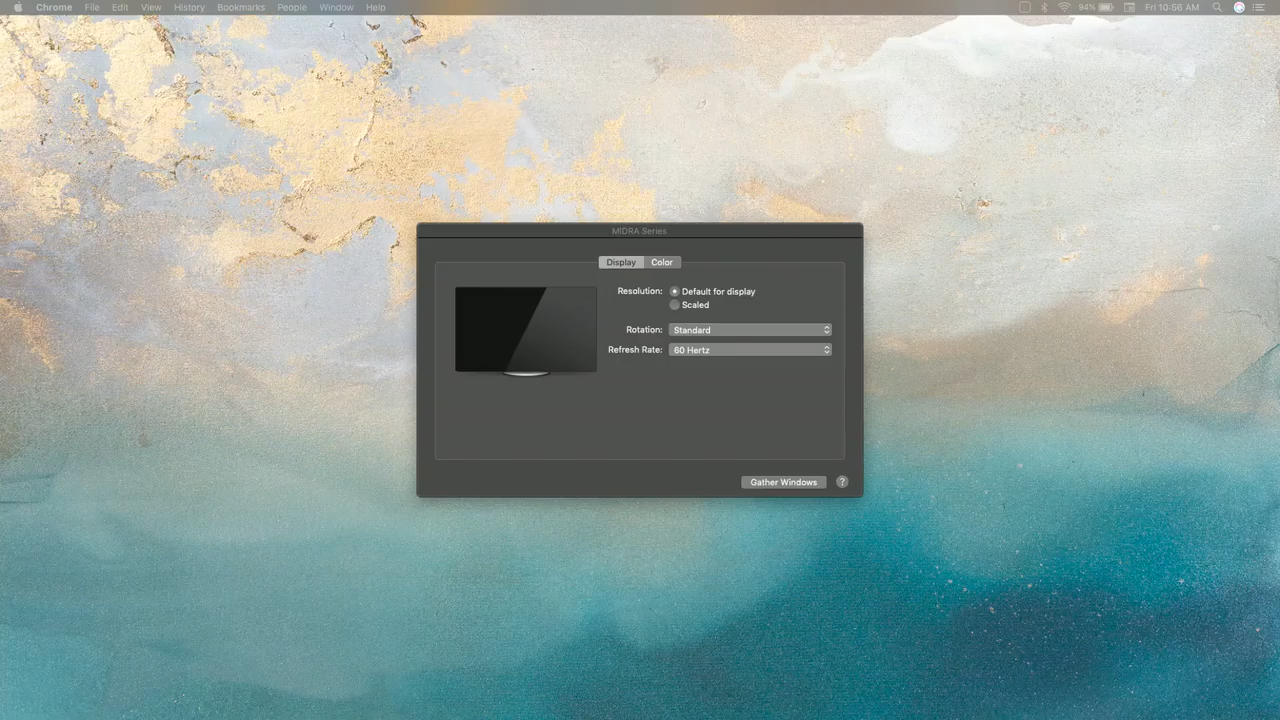 Chrome File Edit View History Bookmarks People Window Help 94% Fri 10:56 AM
MIDRA Series
Display Color
Resolution: Default for display
Scaled
Rotation: Standard
Refresh Rate: 60 Hertz
Gather Windows ?